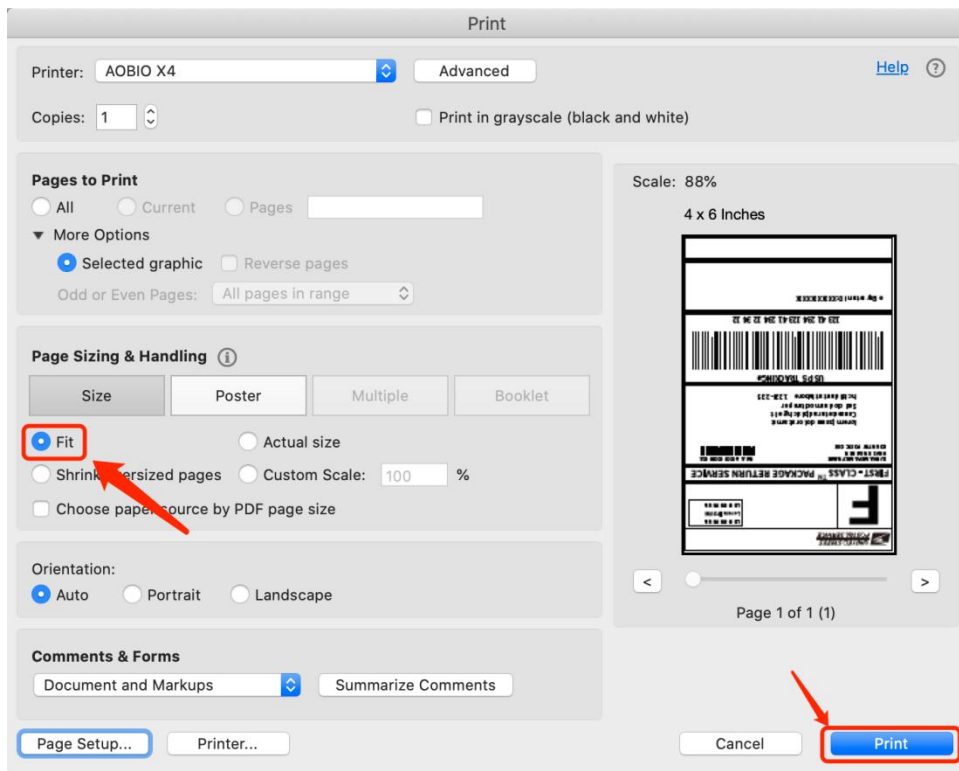 Print
Printer: AOBIO X4 Advanced Help ?
Copies: 1 Print in grayscale (black and white)
Pages to Print
All Current Pages
More Options
Selected graphic Reverse pages
Odd or Even Pages: All pages in range
Page Sizing & Handling
Size Poster Multiple Booklet
Fit Actual size
Custom Scale: 100 %
Choose paper source by PDF page size
Orientation:
Auto Portrait Landscape
Comments & Forms
Document and Markups Summarize Comments
Page Setup... Printer...
Scale: 88%
4 x 6 Inches
USPS TRACKING#
FIRST - CLASS ™ PACKAGE RETURN SERVICE
F
< >
Page 1 of 1 (1)
Cancel Print